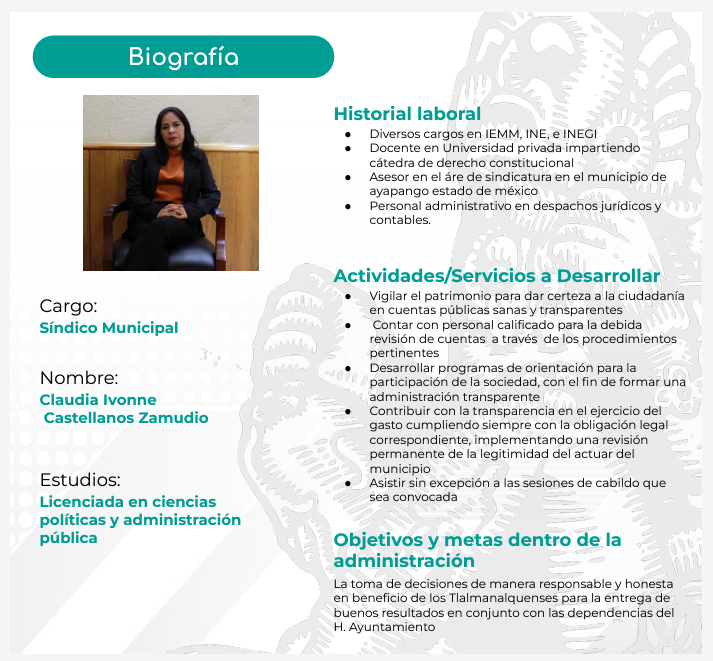 Biografía
Cargo:
Síndico Municipal
Nombre:
Claudia Ivonne
Castellanos Zamudio
Estudios:
Licenciada en ciencias
políticas y administración
pública
Historial laboral
● Diversos cargos en IEMM, INE, e INEGI
● Docente en Universidad privada impartiendo
cátedra de derecho constitucional
● Asesor en el áre de sindicatura en el municipio de
ayapango estado de méxico
● Personal administrativo en despachos jurídicos y
contables.
Actividades/Servicios a Desarrollar
● Vigilar el patrimonio para dar certeza a la ciudadanía
en cuentas públicas sanas y transparentes
● Contar con personal calificado para la debida
revisión de cuentas a través de los procedimientos
pertinentes
● Desarrollar programas de orientación para la
participación de la sociedad, con el fin de formar una
administración transparente
● Contribuir con la transparencia en el ejercicio del
gasto cumpliendo siempre con la obligación legal
correspondiente, implementando una revisión
permanente de la legitimidad del actuar del
municipio
● Asistir sin excepción a las sesiones de cabildo que
sea convocada
Objetivos y metas dentro de la
administración
La toma de decisiones de manera responsable y honesta
en beneficio de los Tlalmanalquenses para la entrega de
buenos resultados en conjunto con las dependencias del
H. Ayuntamiento